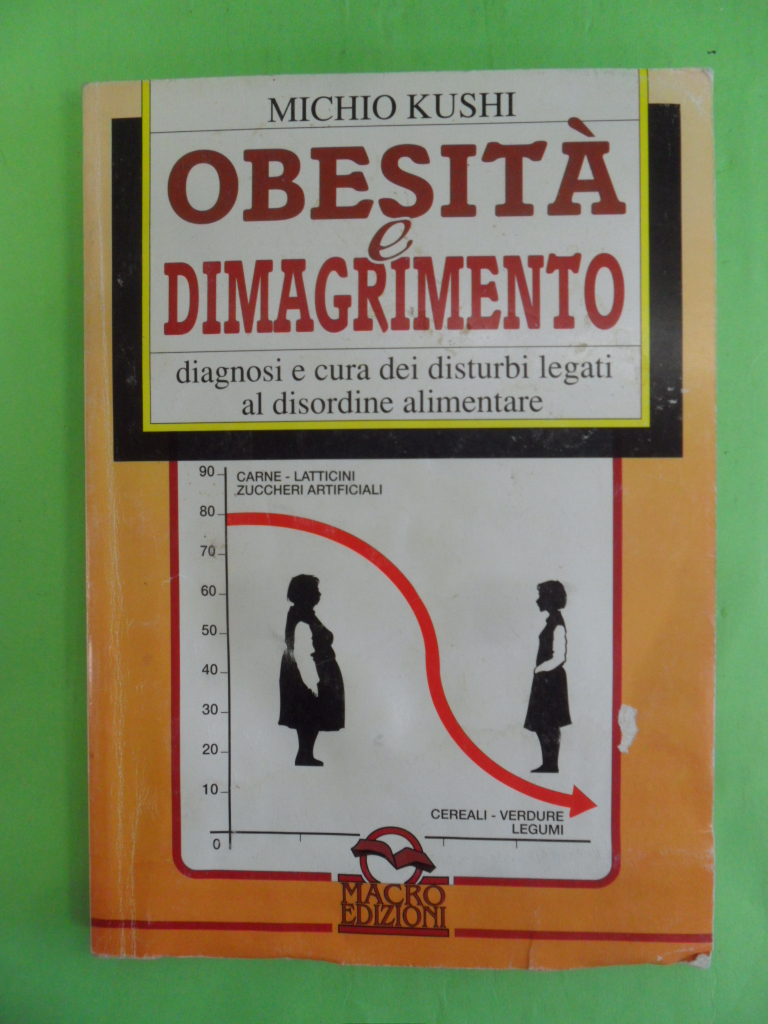 MICHIO KUSHI
OBESITÀ
e
DIMAGRIMENTO
diagnosi e cura dei disturbi legati
al disordine alimentare
90
CARNE - LATTICINI
ZUCCHERI ARTIFICIALI
80
70
60
50
40
30
20
10
0
CEREALI - VERDURE
LEGUMI
MACRO
EDIZIONI